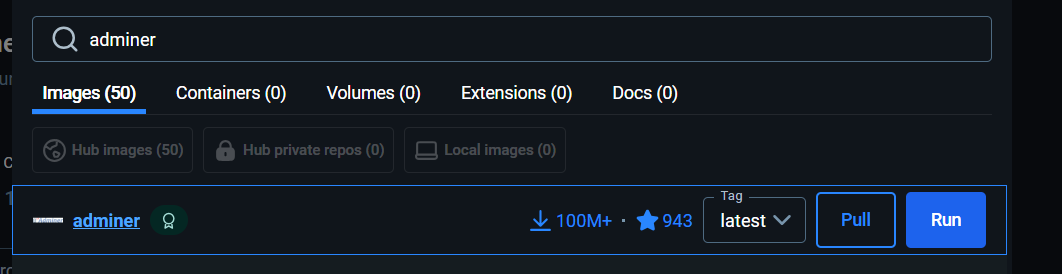 adminer
Images (50) Containers (0) Volumes (0) Extensions (0) Docs (0)
Hub images (50) Hub private repos (0) Local images (0)
Tag
adminer 100M+ · 943 latest Pull Run